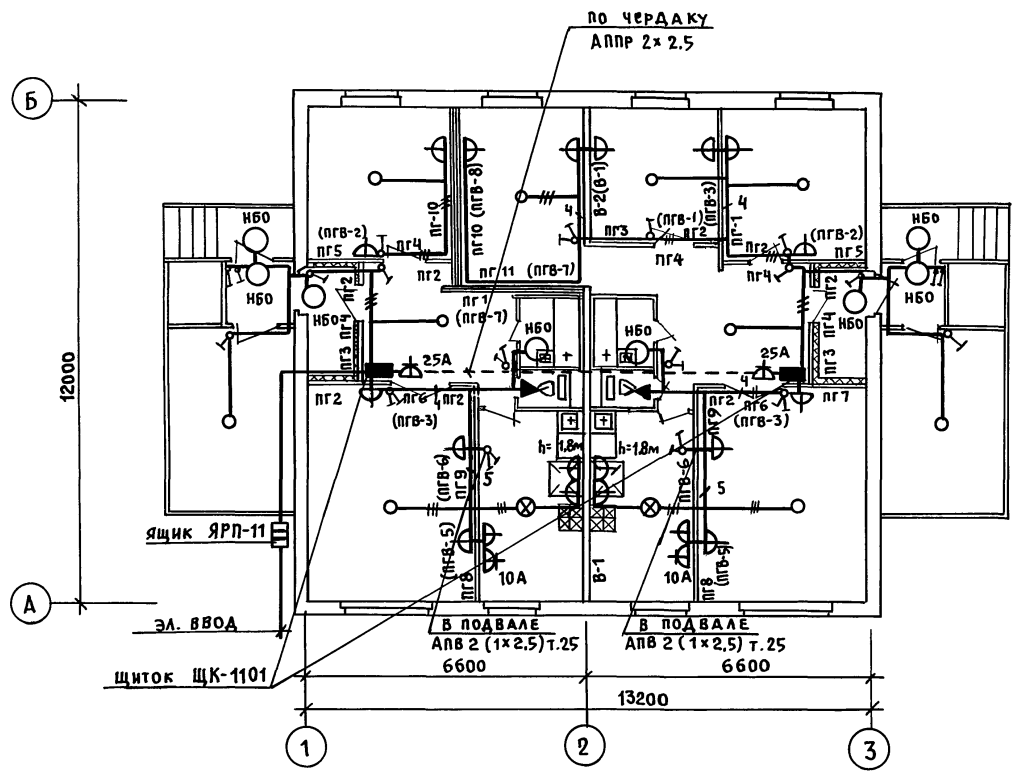 ПО ЧЕРДАКУ
АППР 2×2.5
Б
12000
А
НБО
НБО
НБО
(ПГВ-2)
ПГ5
ПГ4
ПГ2
ПГ-10
ПГ10 (ПГВ-8)
4
В-2(В-1)
ПГ3
(ПГВ-1)
ПГ2
ПГ4
(ПГВ-3)
ПГ-1
4
ПГ2
ПГ4
(ПГВ-2)
ПГ5
НБО
НБО
НБО
ПГ11 (ПГВ-7)
ПГ1
(ПГВ-7)
ПГ2
ПГ4
ПГ3
ПГ2
ПГ4
ПГ3
НБО
НБО
25А
25А
ПГ2
ПГ6
4
ПГ2
(ПГВ-3)
ПГ2
4
ПГ6
(ПГВ-3)
ПГ7
h=1,8м
h=1.8м
(ПГВ-6)
ПГ9
5
ПГВ-6
ПГ9
5
(ПГВ-5)
ПГ8
10А
В-1
10А
ПГ8
(ПГВ-5)
ЯЩИК ЯРП-11
ЭЛ. ВВОД
ЩИТОК ЩК-1101
В ПОДВАЛЕ
АПВ 2 (1×2,5) т.25
В ПОДВАЛЕ
АПВ 2 (1×2,5) т.25
6600
6600
13200
1
2
3